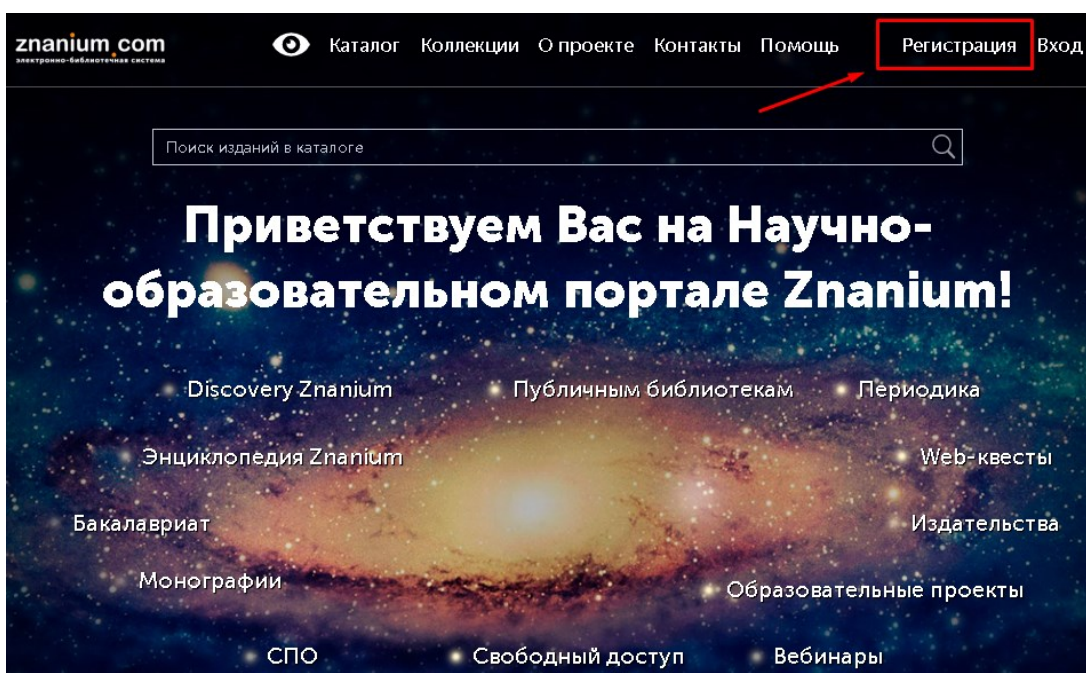 znanium.com
электронно-библиотечная система
Каталог Коллекции О проекте Контакты Помощь Регистрация Вход
Поиск изданий в каталоге
Приветствуем Вас на Научно-
образовательном портале Znanium!
Discovery Znanium Публичным библиотекам Периодика
Энциклопедия Znanium Web-квесты
Бакалавриат Издательства
Монографии Образовательные проекты
СПО Свободный доступ Вебинары